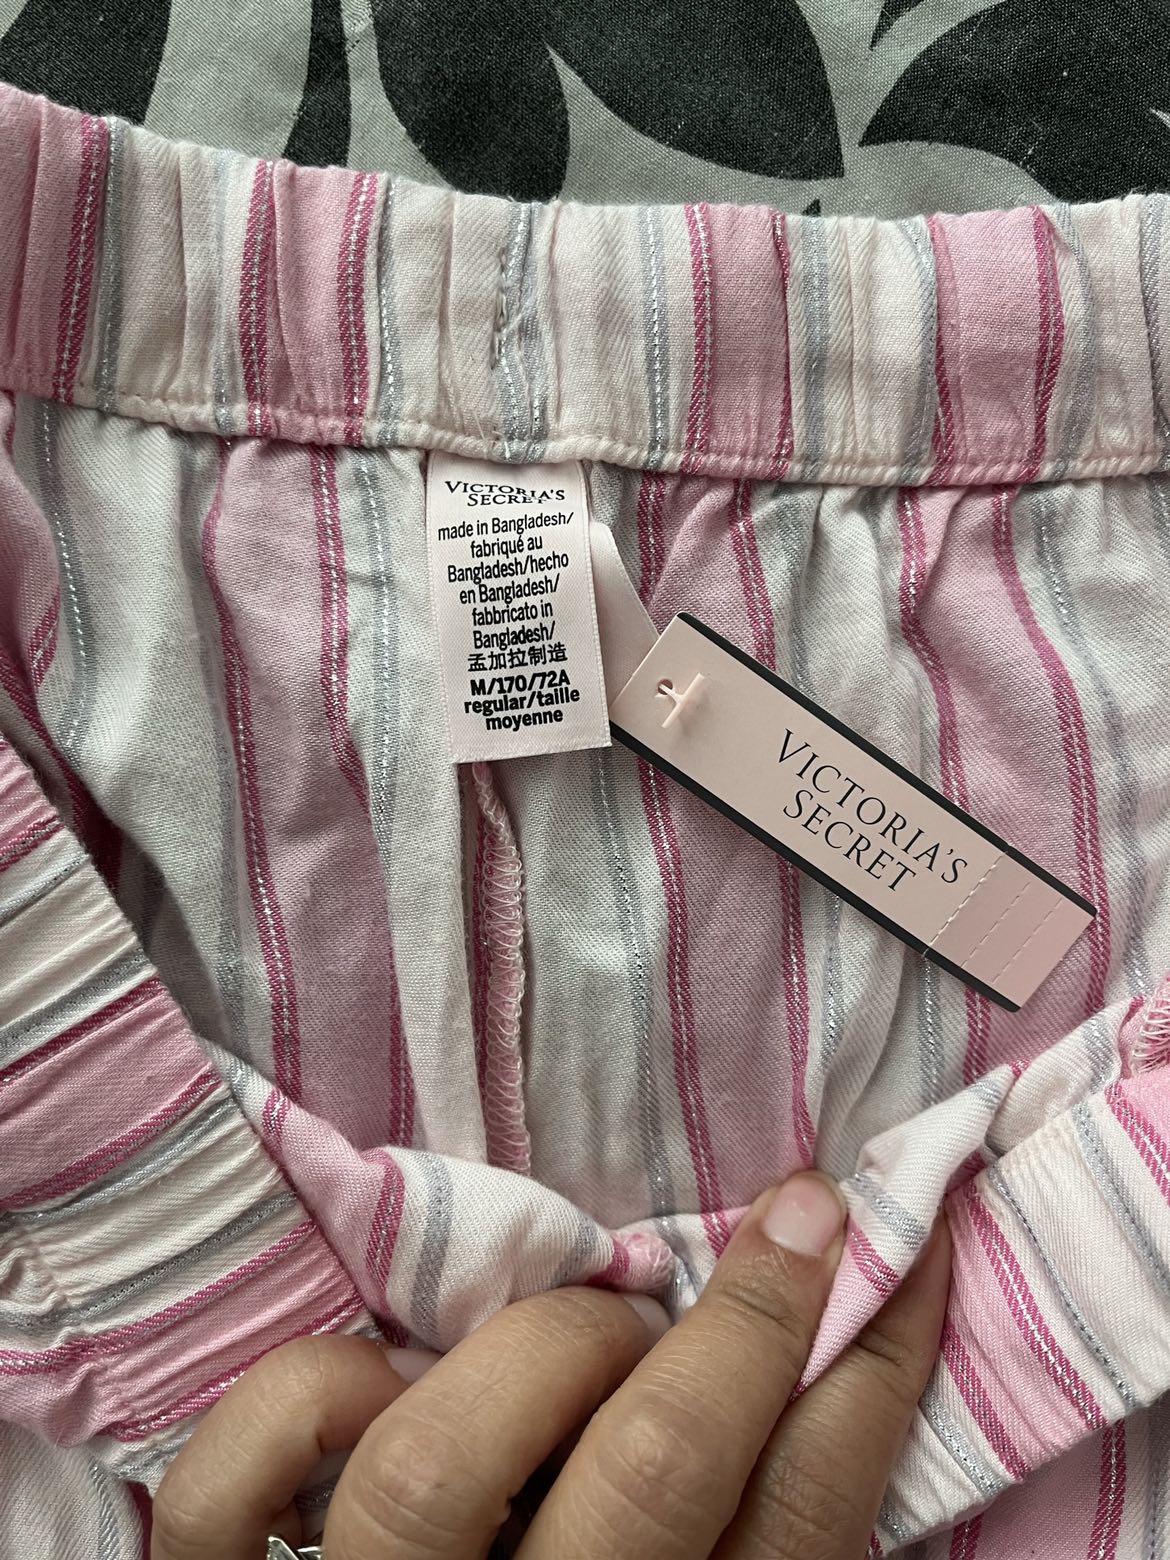 VICTORIA'S
SECRET
made in Bangladesh/
fabriqué au
Bangladesh/hecho
en Bangladesh/
fabbricato in
Bangladesh/
孟加拉制造
M/170/72A
regular/taille
moyenne
VICTORIA'S
SECRET